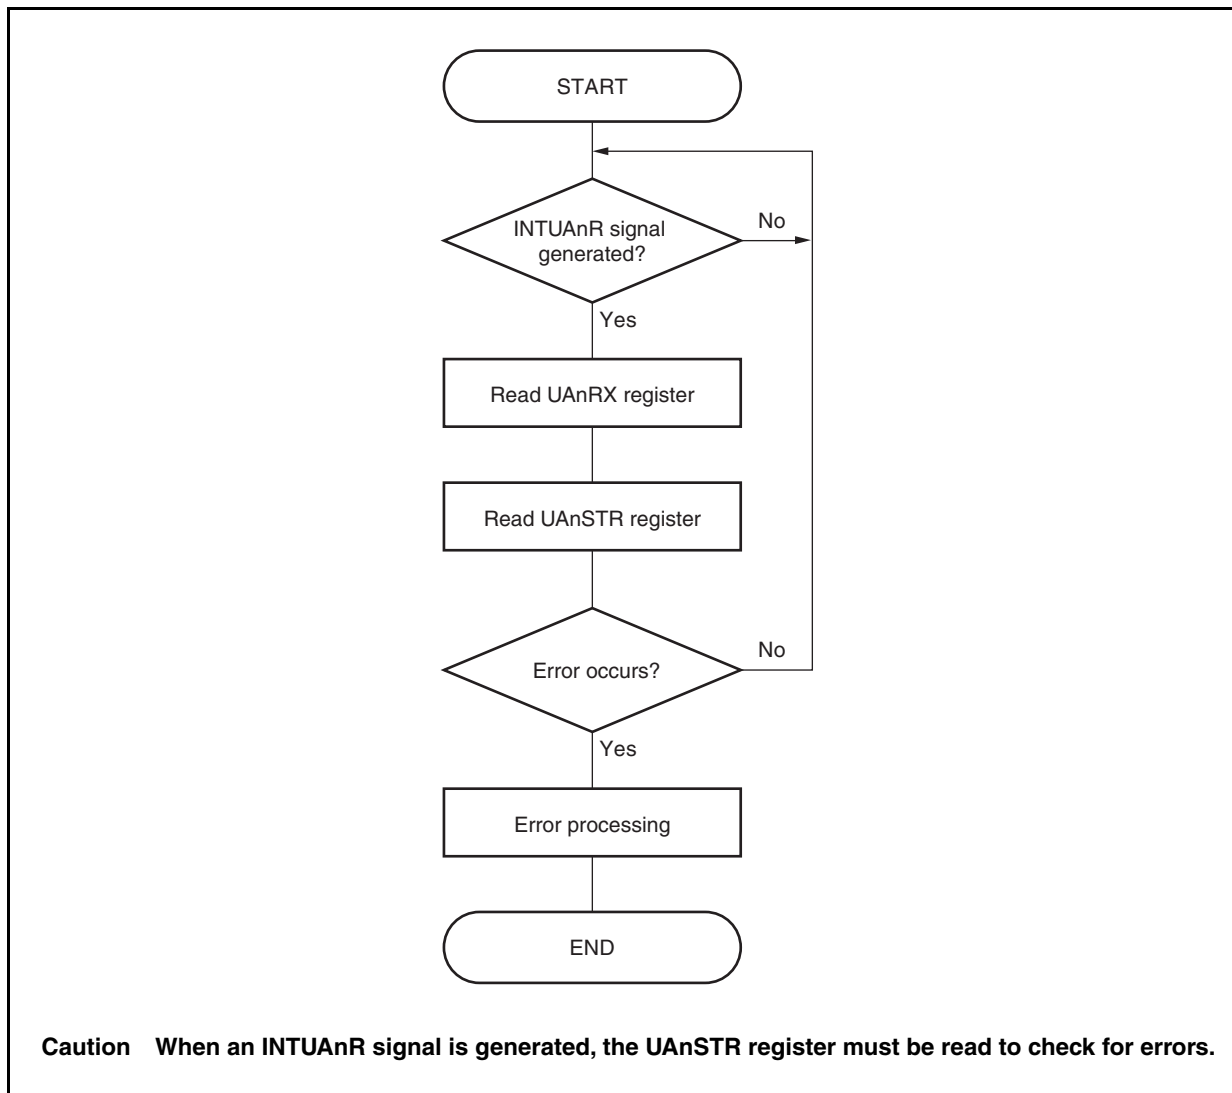 START
INTUAnR signal
generated?
No
Yes
Read UAnRX register
Read UAnSTR register
Error occurs?
No
Yes
Error processing
END
Caution When an INTUAnR signal is generated, the UAnSTR register must be read to check for errors.